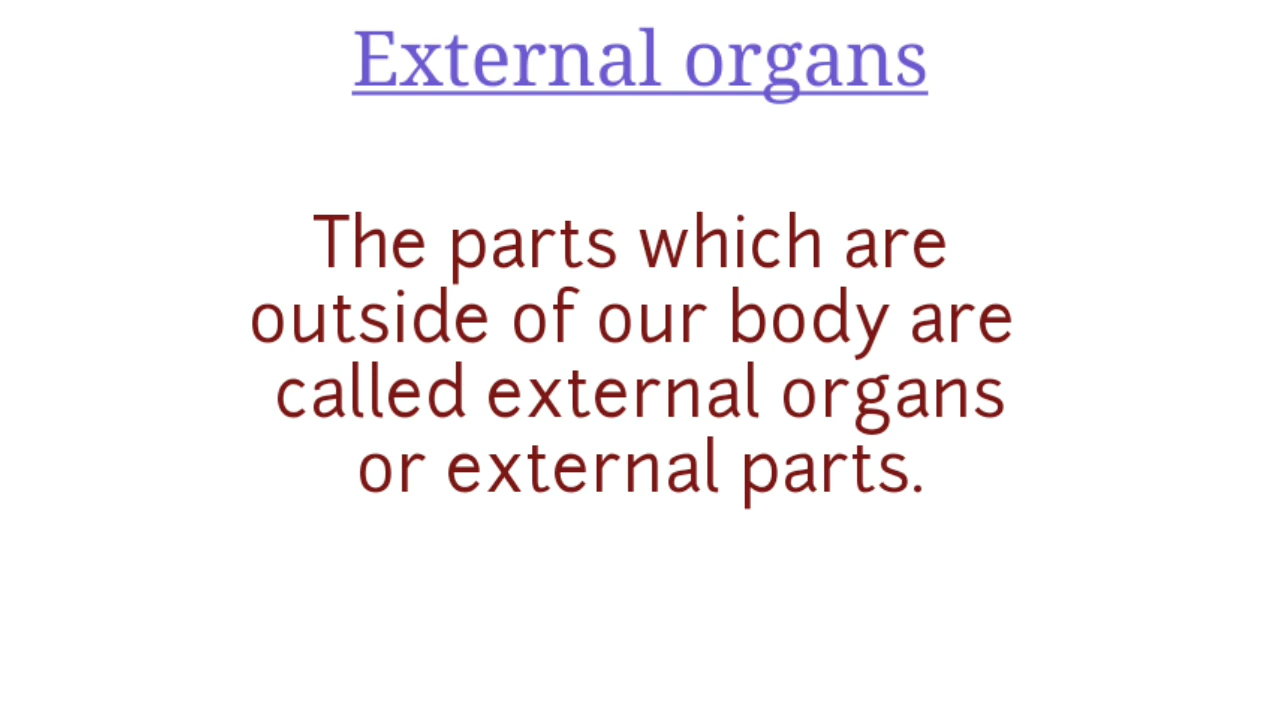 External organs
The parts which are
outside of our body are
called external organs
or external parts.